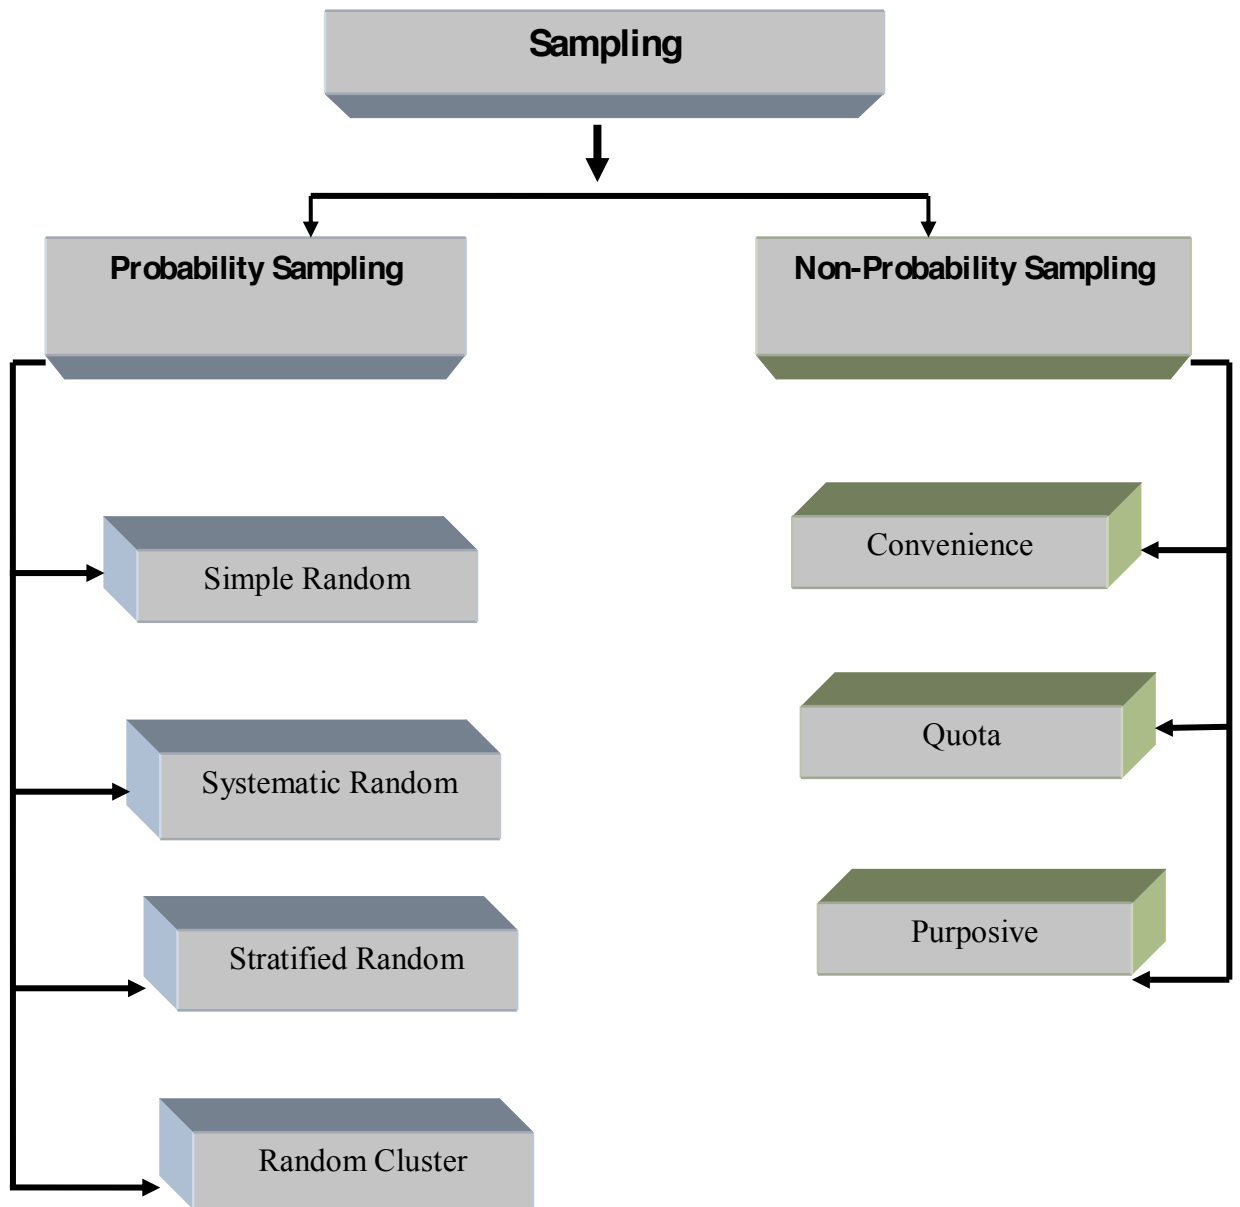 Sampling
Probability Sampling
Non-Probability Sampling
Simple Random
Systematic Random
Stratified Random
Random Cluster
Convenience
Quota
Purposive